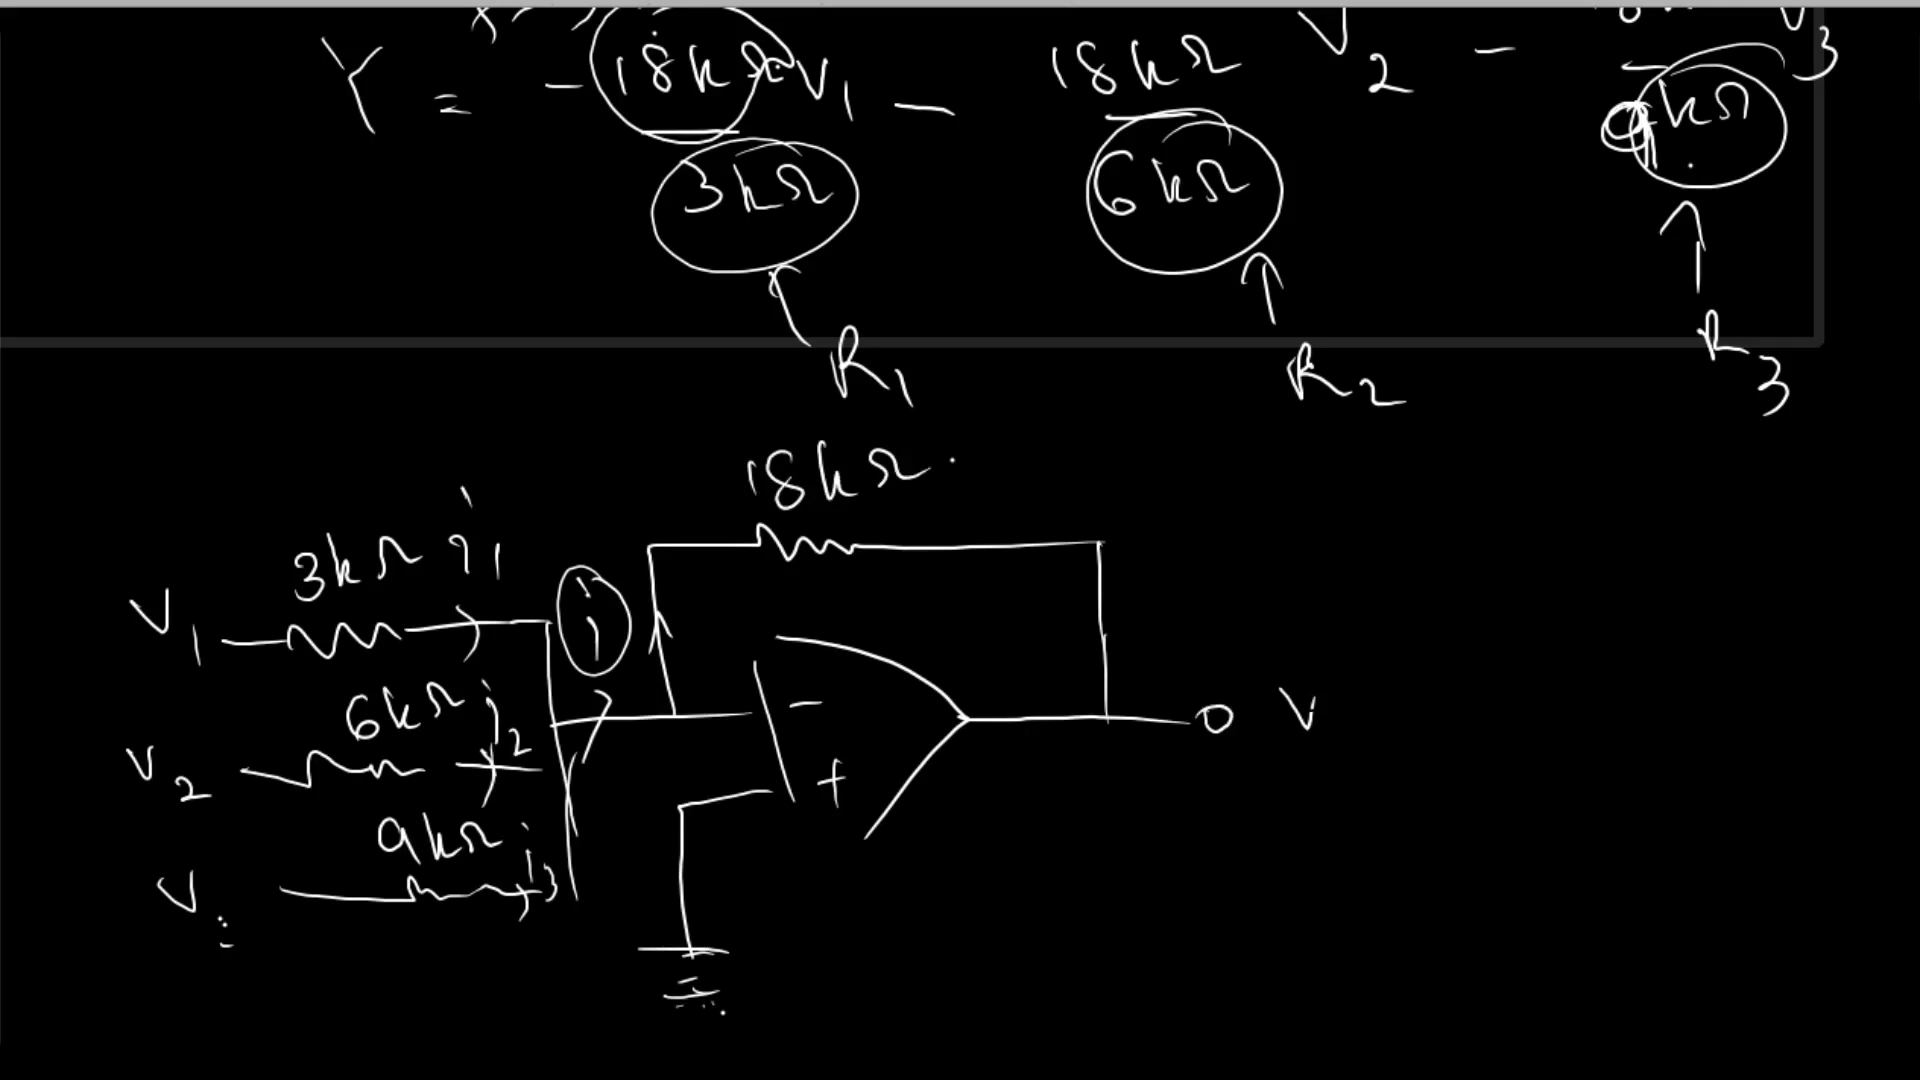 Y = - 18kΩ V1 - 18kΩ V2 - V3
3kΩ 6kΩ 9kΩ
R1 R2 R3
18kΩ.
3kΩ i1
V1 i
6kΩ i2 - V
V2 +
9kΩ i3
V